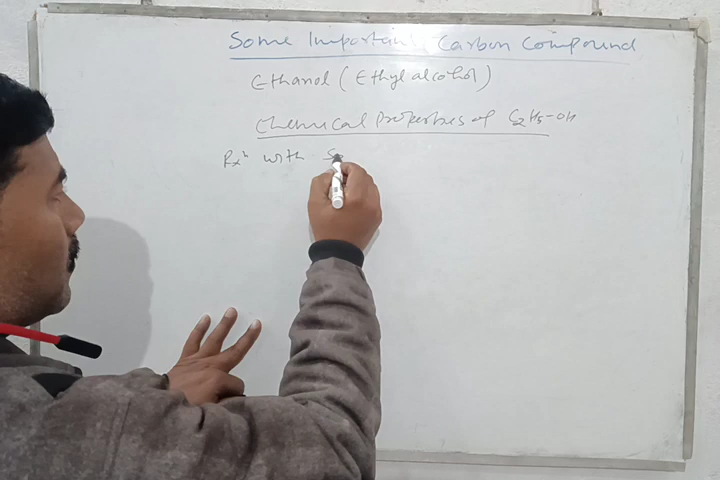 Some Important Carbon Compound
Ethanol (Ethyl alcohol)
Chemical Properties of C2H5-OH
Rxn with S